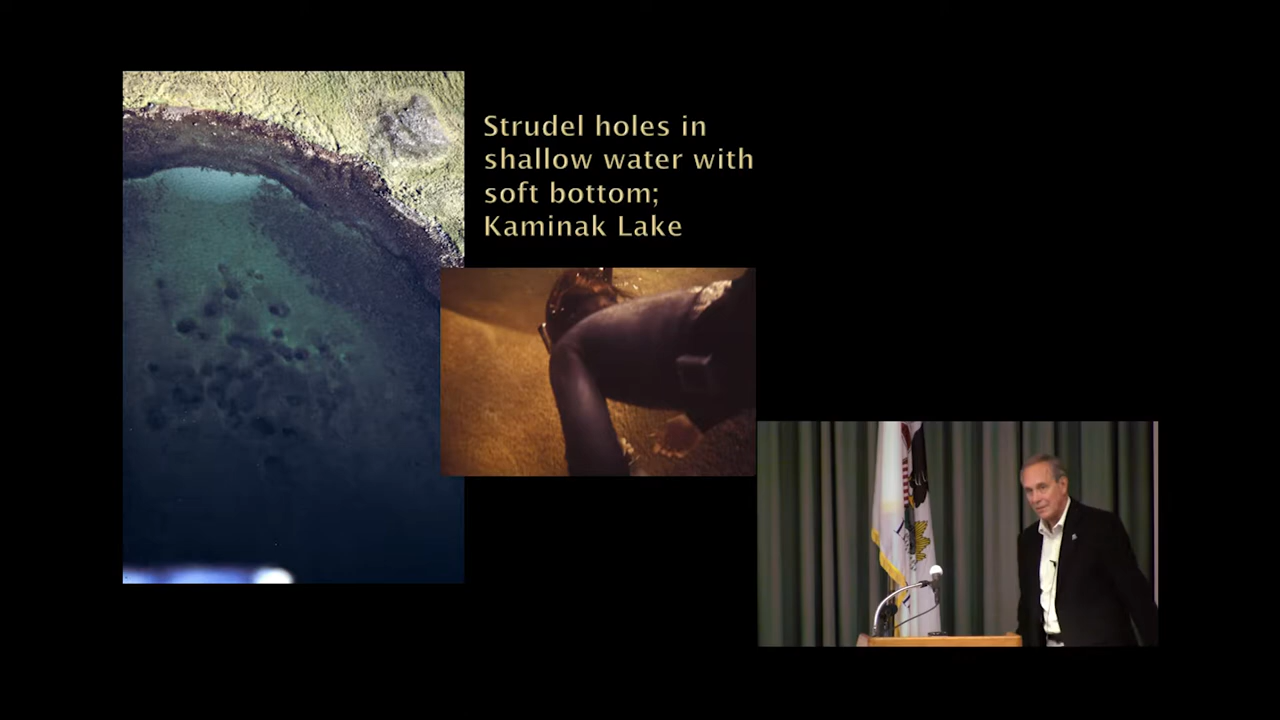 Strudel holes in
shallow water with
soft bottom;
Kaminak Lake